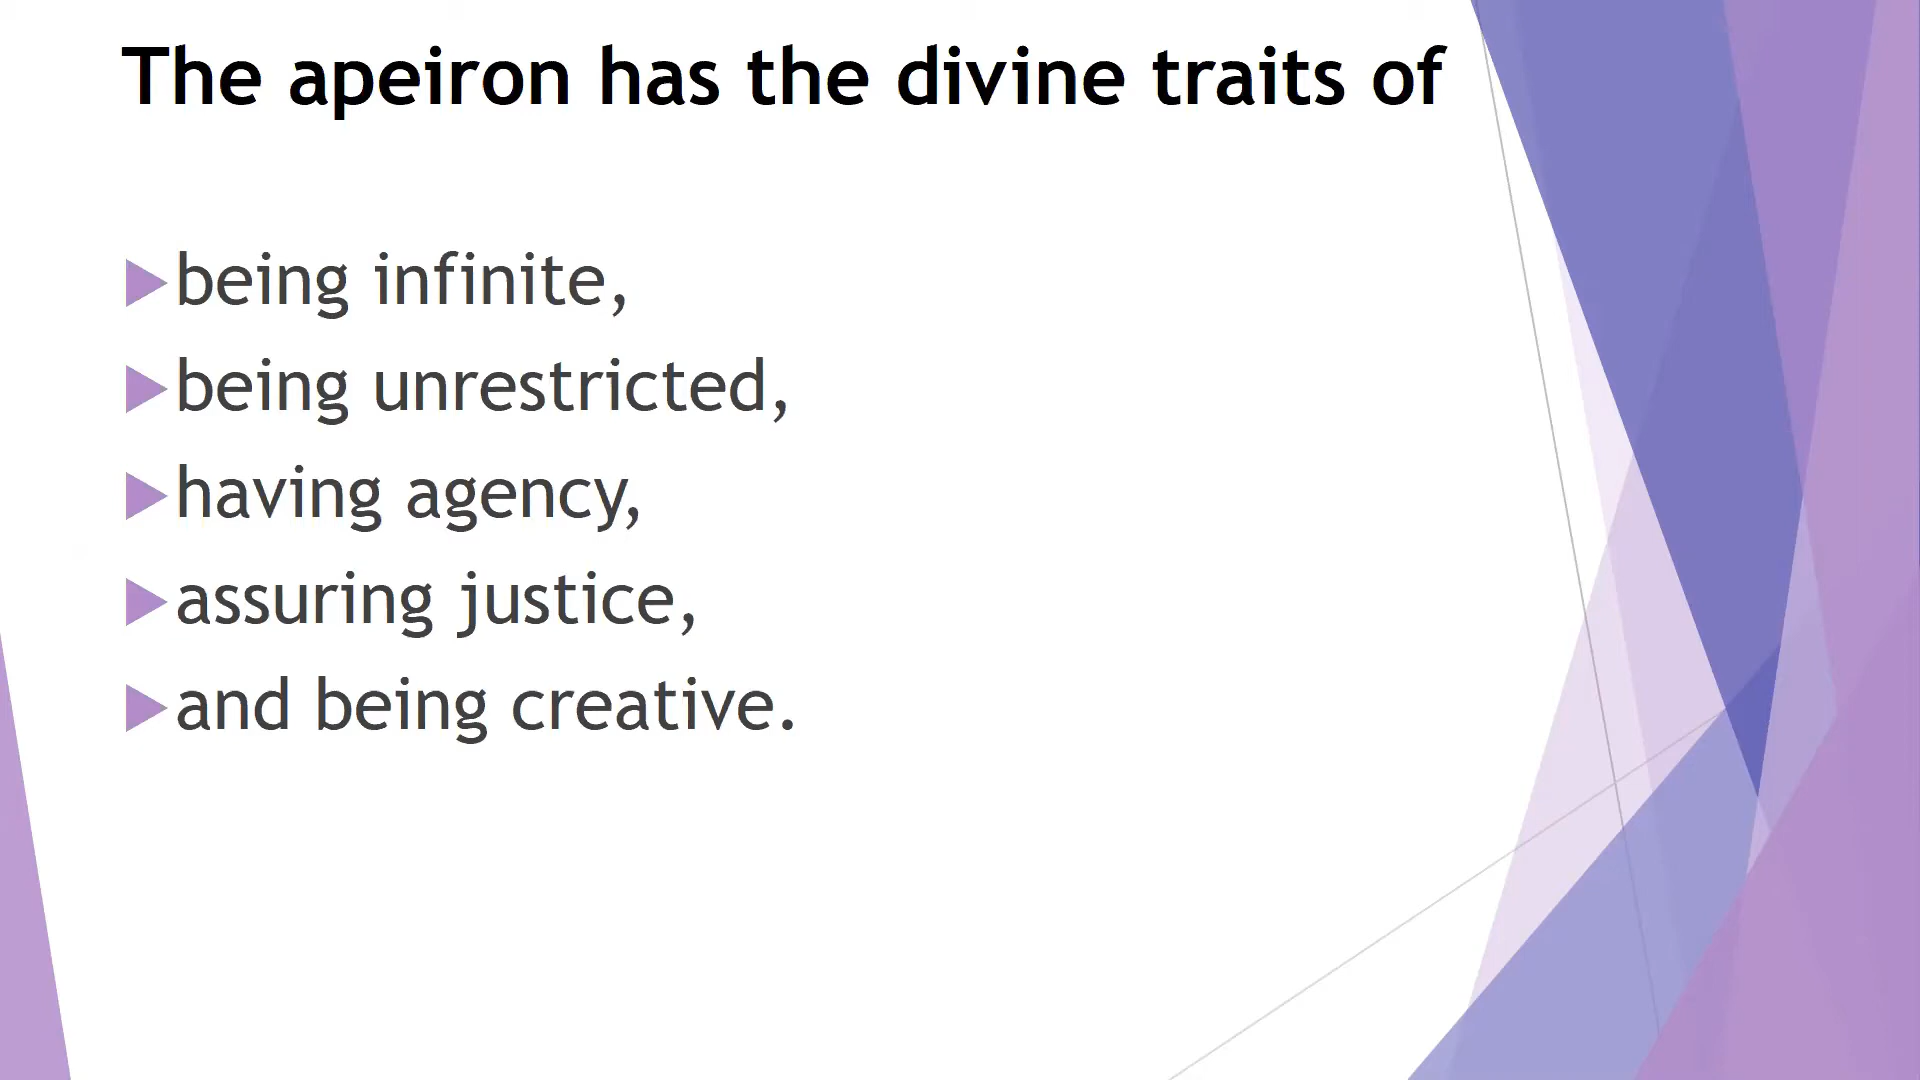 The apeiron has the divine traits of
being infinite,
being unrestricted,
having agency,
assuring justice,
and being creative.